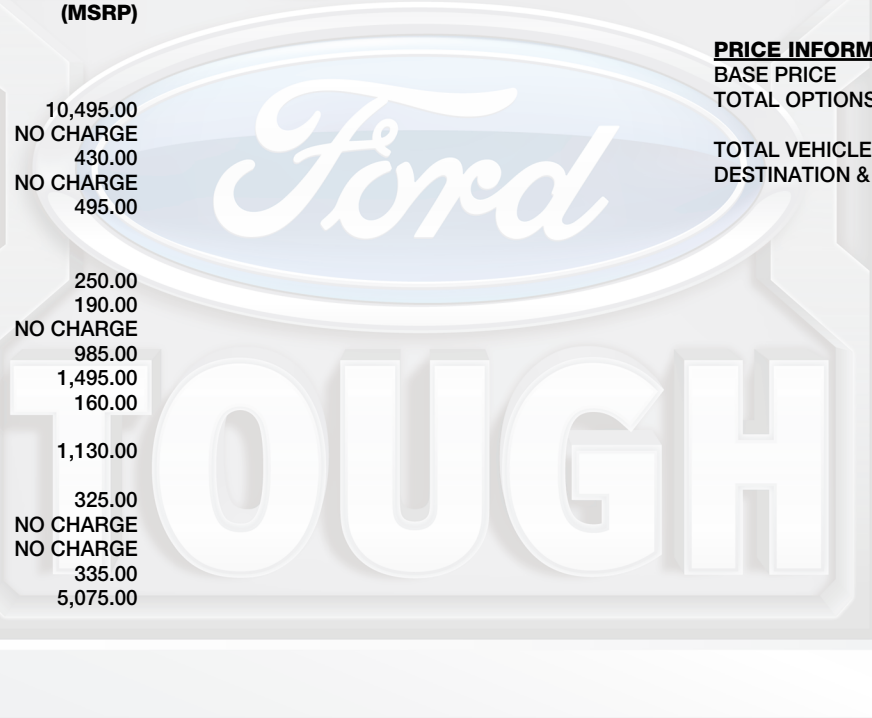 (MSRP)
10,495.00
NO CHARGE
430.00
NO CHARGE
495.00
250.00
190.00
NO CHARGE
985.00
1,495.00
160.00
1,130.00
325.00
NO CHARGE
NO CHARGE
335.00
5,075.00
PRICE INFORM
BASE PRICE
TOTAL OPTIONS
TOTAL VEHICLE
DESTINATION &
Ford
TOUGH